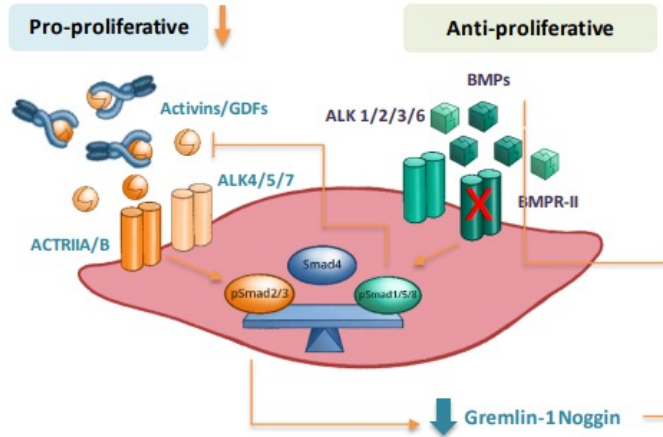 Pro-proliferative
Anti-proliferative
BMPs
Activins/GDFs
ALK 1/2/3/6
ALK4/5/7
BMPR-II
ACTRIIA/B
Smad4
pSmad2/3
pSmad1/5/8
Gremlin-1 Noggin